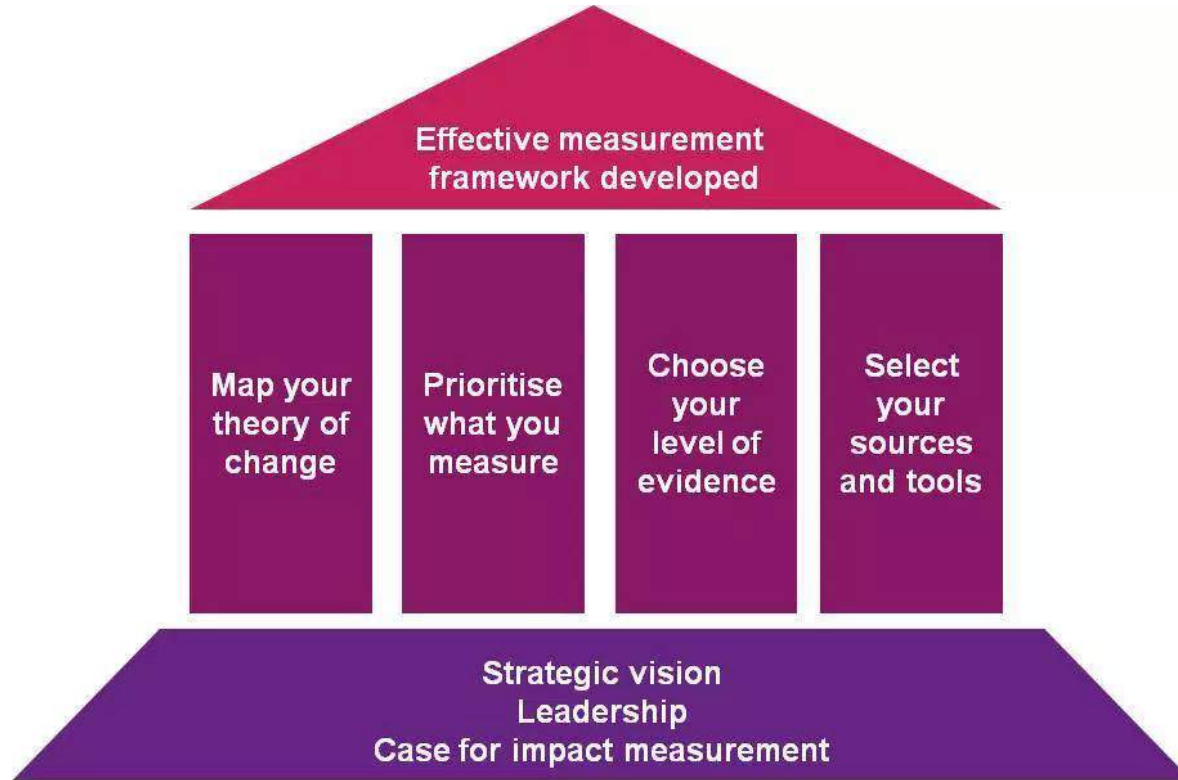 Effective measurement
framework developed
Map your
theory of
change
Prioritise
what you
measure
Choose
your
level of
evidence
Select
your
sources
and tools
Strategic vision
Leadership
Case for impact measurement